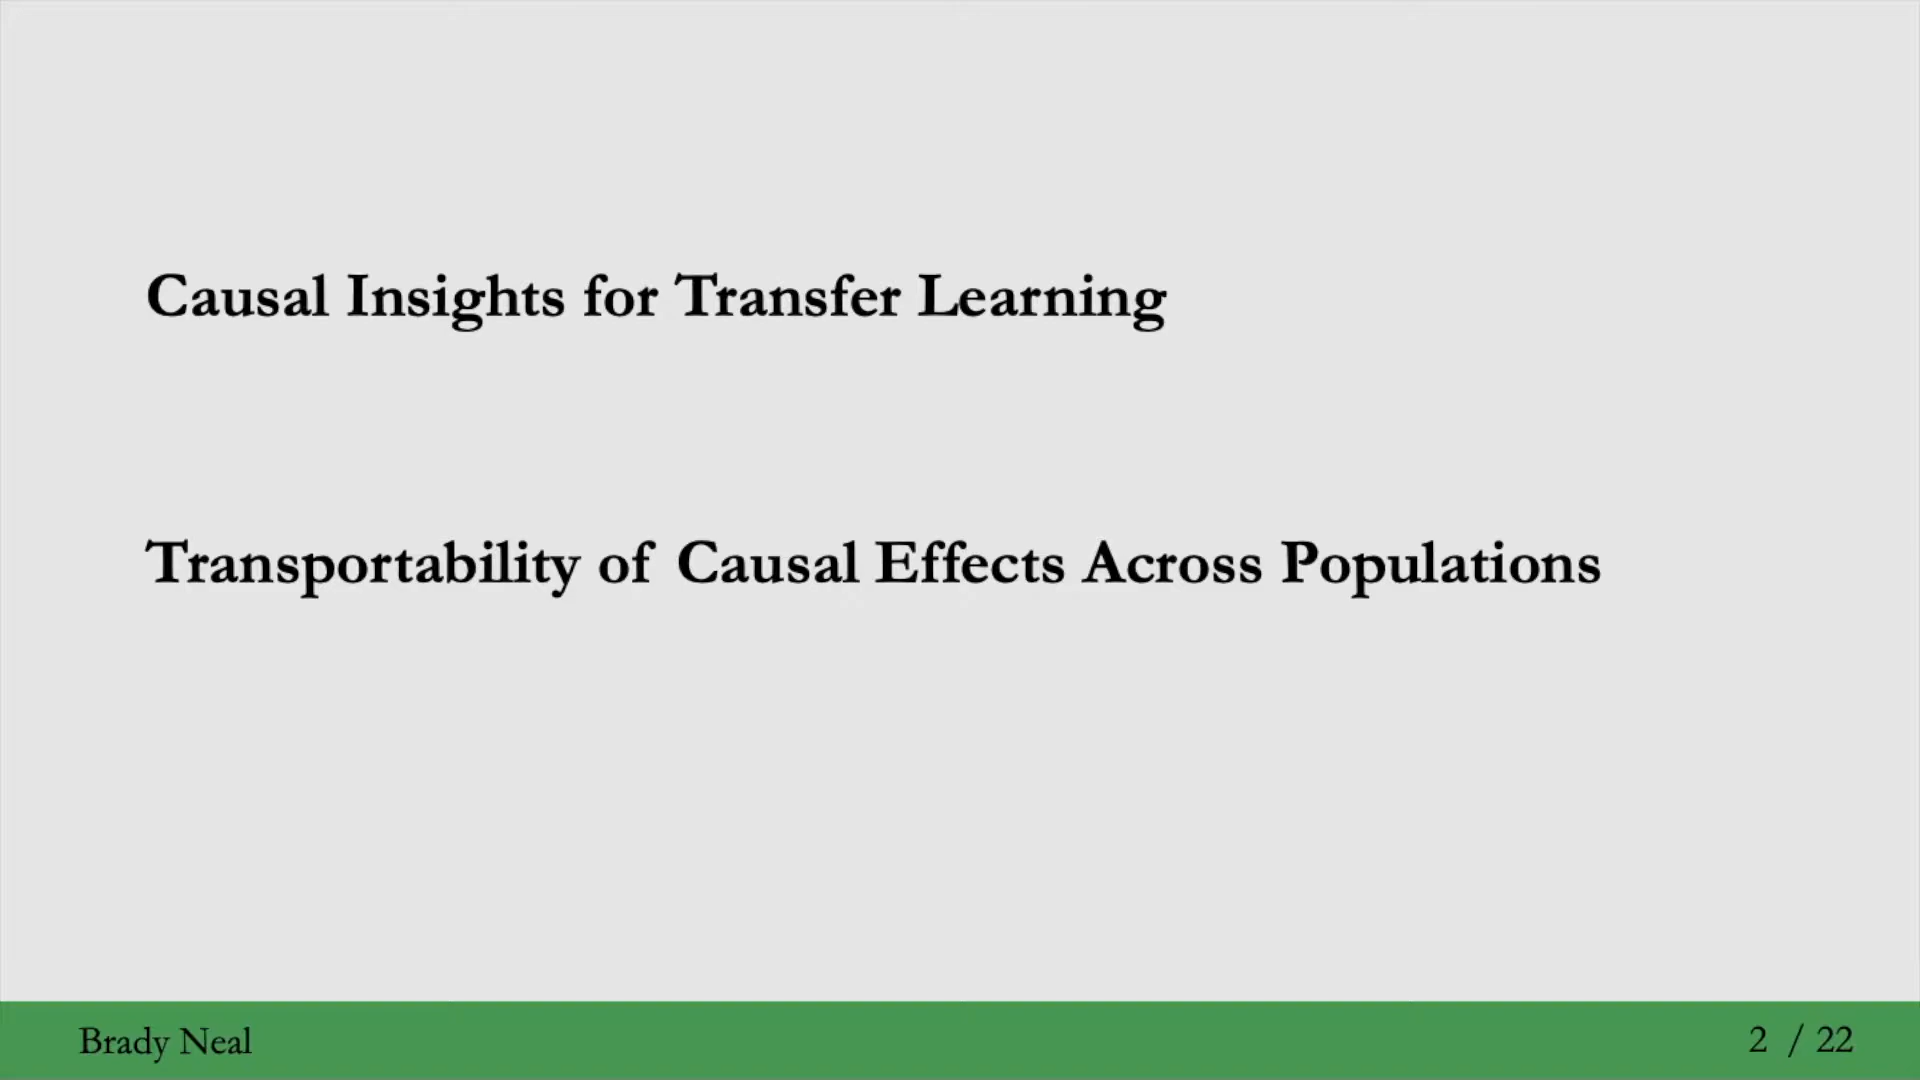 Causal Insights for Transfer Learning
Transportability of Causal Effects Across Populations
Brady Neal
2 / 22